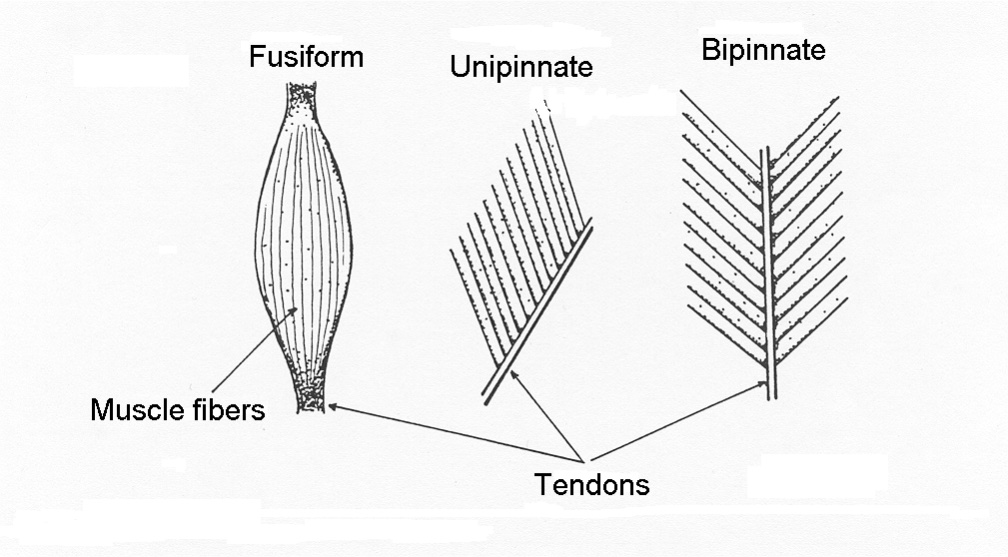 Fusiform
Unipinnate
Bipinnate
Muscle fibers
Tendons